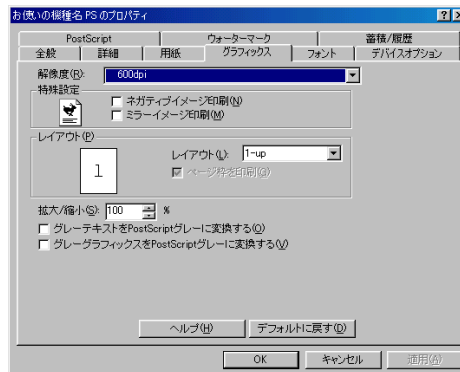 お使いの機種名 PS のプロパティ
PostScript ウォーターマーク 蓄積/履歴
全般 詳細 用紙 グラフィックス フォント デバイスオプション
解像度(R): 600dpi
特殊設定
ネガティブイメージ印刷(N)
ミラーイメージ印刷(M)
レイアウト(P)
1
レイアウト(L): 1-up
ページ枠を印刷(G)
拡大/縮小(S): 100 %
グレーテキストをPostScriptグレーに変換する(O)
グレーグラフィックスをPostScriptグレーに変換する(V)
ヘルプ(H) デフォルトに戻す(D)
OK キャンセル 適用(A)